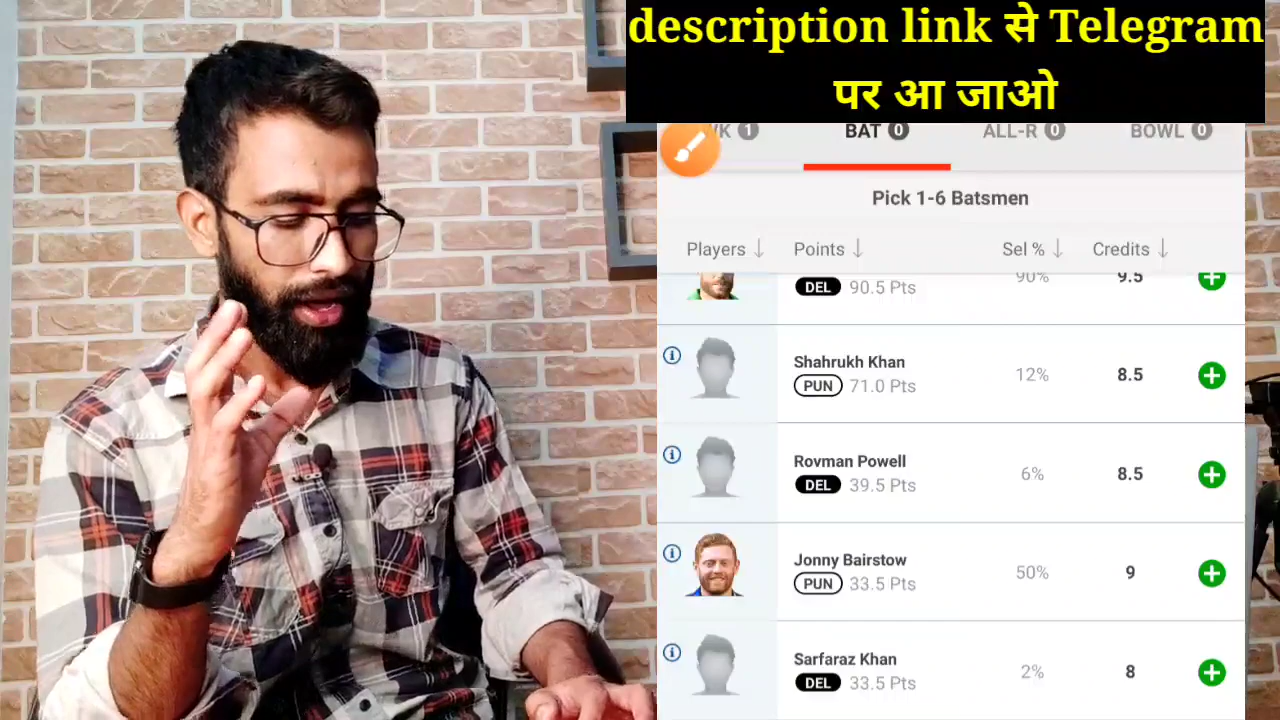 description link से Telegram
पर आ जाओ
WK 1 BAT 0 ALL-R 0 BOWL 0
Pick 1-6 Batsmen
Players ↓ Points ↓ Sel % ↓ Credits ↓
DEL 90.5 Pts 90% 9.5
Shahrukh Khan
PUN 71.0 Pts 12% 8.5
Rovman Powell
DEL 39.5 Pts 6% 8.5
Jonny Bairstow
PUN 33.5 Pts 50% 9
Sarfaraz Khan
DEL 33.5 Pts 2% 8